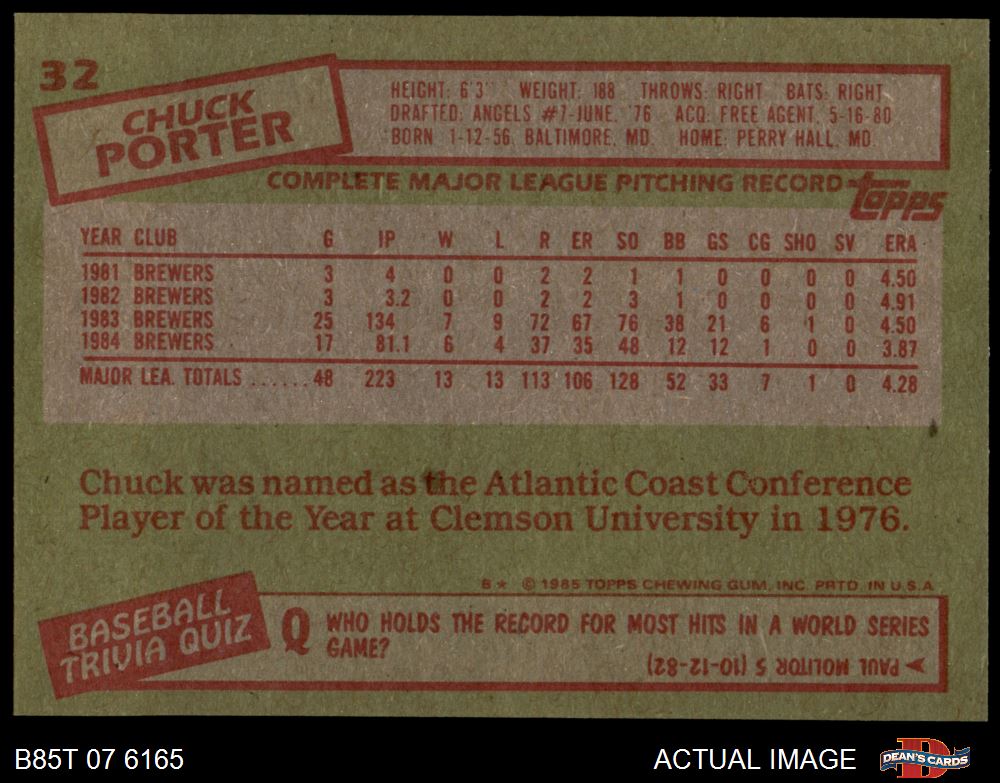 32
CHUCK
PORTER
HEIGHT: 6'3" WEIGHT: 188 THROWS: RIGHT BATS: RIGHT
DRAFTED: ANGELS #7-JUNE, '76 ACQ: FREE AGENT, 5-16-80
BORN 1-12-56, BALTIMORE, MD. HOME: PERRY HALL, MD.
COMPLETE MAJOR LEAGUE PITCHING RECORD topps
YEAR CLUB G IP W L R ER SO BB GS CG SHO SV ERA
1981 BREWERS 3 4 0 0 2 2 1 1 0 0 0 0 4.50
1982 BREWERS 3 3.2 0 0 2 2 3 1 0 0 0 0 4.91
1983 BREWERS 25 134 7 9 72 67 76 38 21 6 1 0 4.50
1984 BREWERS 17 81.1 6 4 37 35 48 12 12 1 0 0 3.87
MAJOR LEA. TOTALS ...... 48 223 13 13 113 106 128 52 33 7 1 0 4.28
Chuck was named as the Atlantic Coast Conference
Player of the Year at Clemson University in 1976.
B * © 1985 TOPPS CHEWING GUM, INC. PRTD. IN U.S.A.
BASEBALL
TRIVIA QUIZ
Q WHO HOLDS THE RECORD FOR MOST HITS IN A WORLD SERIES
GAME?
PAUL MOLITOR 5 (10-12-82)
B85T 07 6165
ACTUAL IMAGE
D
DEAN'S CARDS